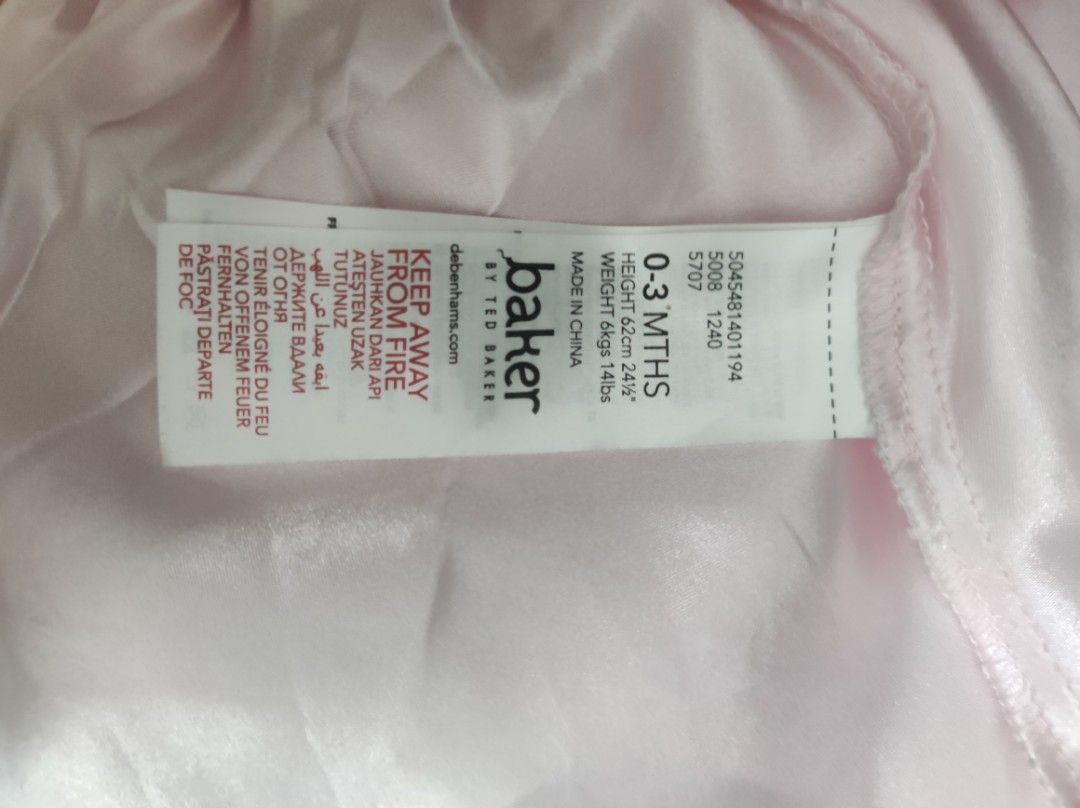 5045481401194
5008 1240
5707
0-3 MTHS
HEIGHT 62cm 24½"
WEIGHT 6kgs 14lbs
MADE IN CHINA
baker
BY TED BAKER
debenhams.com
KEEP AWAY
FROM FIRE
JAUHKAN DARI API
ATEŞTEN UZAK
TUTUNUZ
ابقه بعيدا عن اللهب
ДЕРЖИТЕ ВДАЛИ
ОТ ОГНЯ
TENIR ÉLOIGNÉ DU FEU
VON OFFENEM FEUER
FERNHALTEN
PĂSTRAȚI DEPARTE
DE FOC